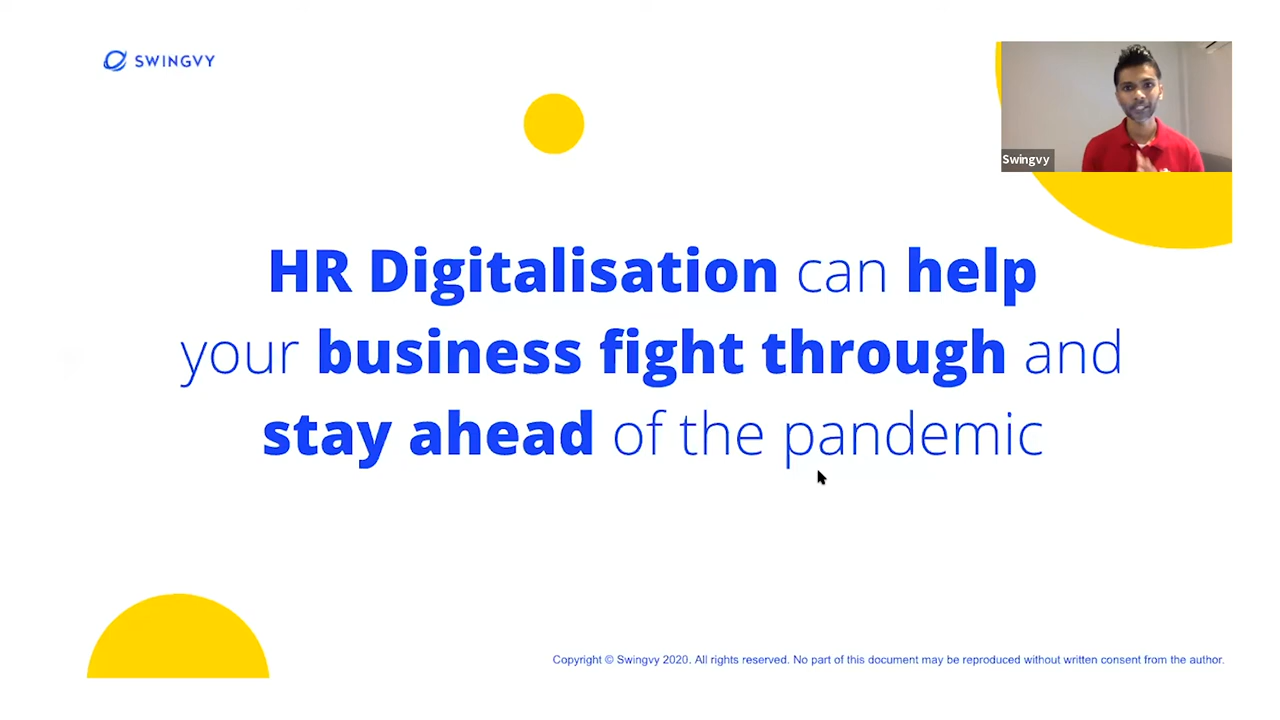 SWINGVY
Swingvy
HR Digitalisation can help
your business fight through and
stay ahead of the pandemic
Copyright © Swingvy 2020. All rights reserved. No part of this document may be reproduced without written consent from the author.